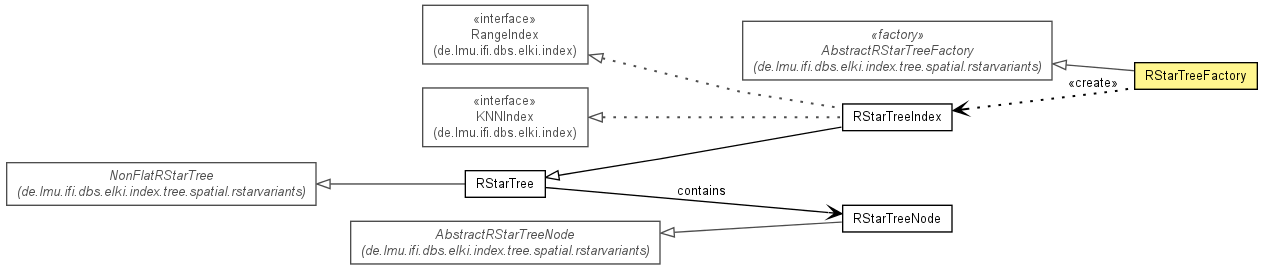 «interface»
RangeIndex
(de.lmu.ifi.dbs.elki.index)
«factory»
AbstractRStarTreeFactory
(de.lmu.ifi.dbs.elki.index.tree.spatial.rstarvariants)
RStarTreeFactory
«create»
«interface»
KNNIndex
(de.lmu.ifi.dbs.elki.index)
RStarTreeIndex
NonFlatRStarTree
(de.lmu.ifi.dbs.elki.index.tree.spatial.rstarvariants)
RStarTree
contains
RStarTreeNode
AbstractRStarTreeNode
(de.lmu.ifi.dbs.elki.index.tree.spatial.rstarvariants)